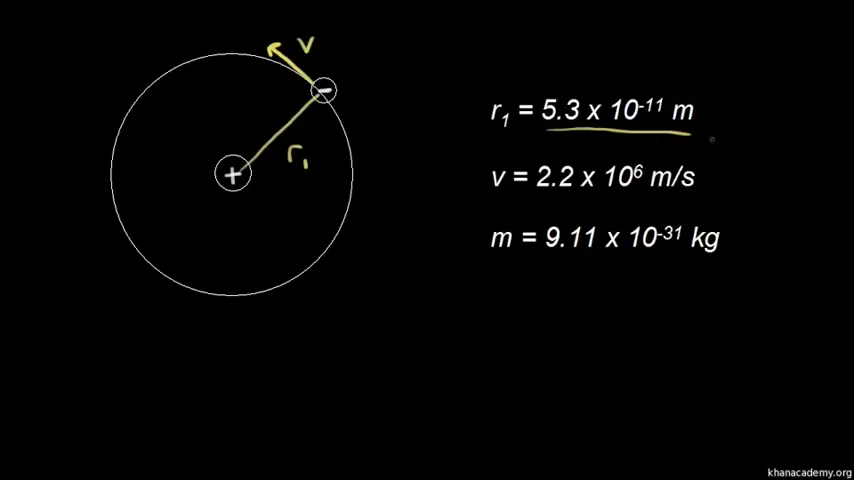 v
−
r₁
+
r₁ = 5.3 x 10⁻¹¹ m
v = 2.2 x 10⁶ m/s
m = 9.11 x 10⁻³¹ kg
khanacademy.org